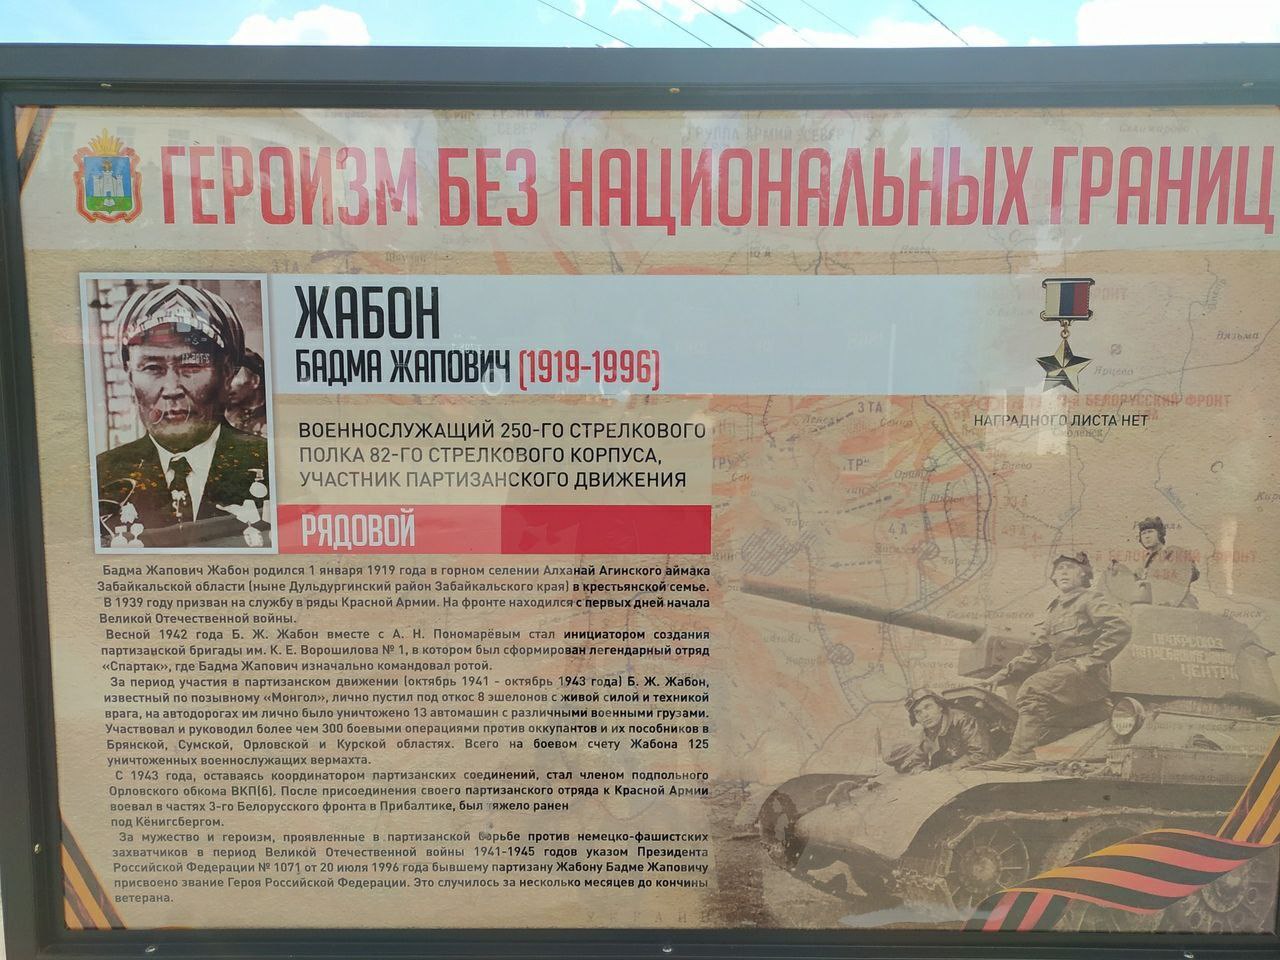 ГЕРОИЗМ БЕЗ НАЦИОНАЛЬНЫХ ГРАНИЦ
ЖАБОН
БАДМА ЖАПОВИЧ (1919-1996)
НАГРАДНОГО ЛИСТА НЕТ
ВОЕННОСЛУЖАЩИЙ 250-ГО СТРЕЛКОВОГО
ПОЛКА 82-ГО СТРЕЛКОВОГО КОРПУСА,
УЧАСТНИК ПАРТИЗАНСКОГО ДВИЖЕНИЯ
РЯДОВОЙ
Бадма Жапович Жабон родился 1 января 1919 года в горном селении Алханай Агинского аймака
Забайкальской области (ныне Дульдургинский район Забайкальского края) в крестьянской семье.
В 1939 году призван на службу в ряды Красной Армии. На фронте находился с первых дней начала
Великой Отечественной войны.
Весной 1942 года Б. Ж. Жабон вместе с А. Н. Пономарёвым стал инициатором создания
партизанской бригады им. К. Е. Ворошилова № 1, в котором был сформирован легендарный отряд
«Спартак», где Бадма Жапович изначально командовал ротой.
За период участия в партизанском движении (октябрь 1941 - октябрь 1943 года) Б. Ж. Жабон,
известный по позывному «Монгол», лично пустил под откос 8 эшелонов с живой силой и техникой
врага, на автодорогах им лично было уничтожено 13 автомашин с различными военными грузами.
Участвовал и руководил более чем 300 боевыми операциями против оккупантов и их пособников в
Брянской, Сумской, Орловской и Курской областях. Всего на боевом счету Жабона 125
уничтоженных военнослужащих вермахта.
С 1943 года, оставаясь координатором партизанских соединений, стал членом подпольного
Орловского обкома ВКП(б). После присоединения своего партизанского отряда к Красной Армии
воевал в частях 3-го Белорусского фронта в Прибалтике, был тяжело ранен
под Кёнигсбергом.
За мужество и героизм, проявленные в партизанской борьбе против немецко-фашистских
захватчиков в период Великой Отечественной войны 1941-1945 годов указом Президента
Российской Федерации № 1071 от 20 июля 1996 года бывшему партизану Жабону Бадме Жаповичу
присвоено звание Героя Российской Федерации. Это случилось за несколько месяцев до кончины
ветерана.